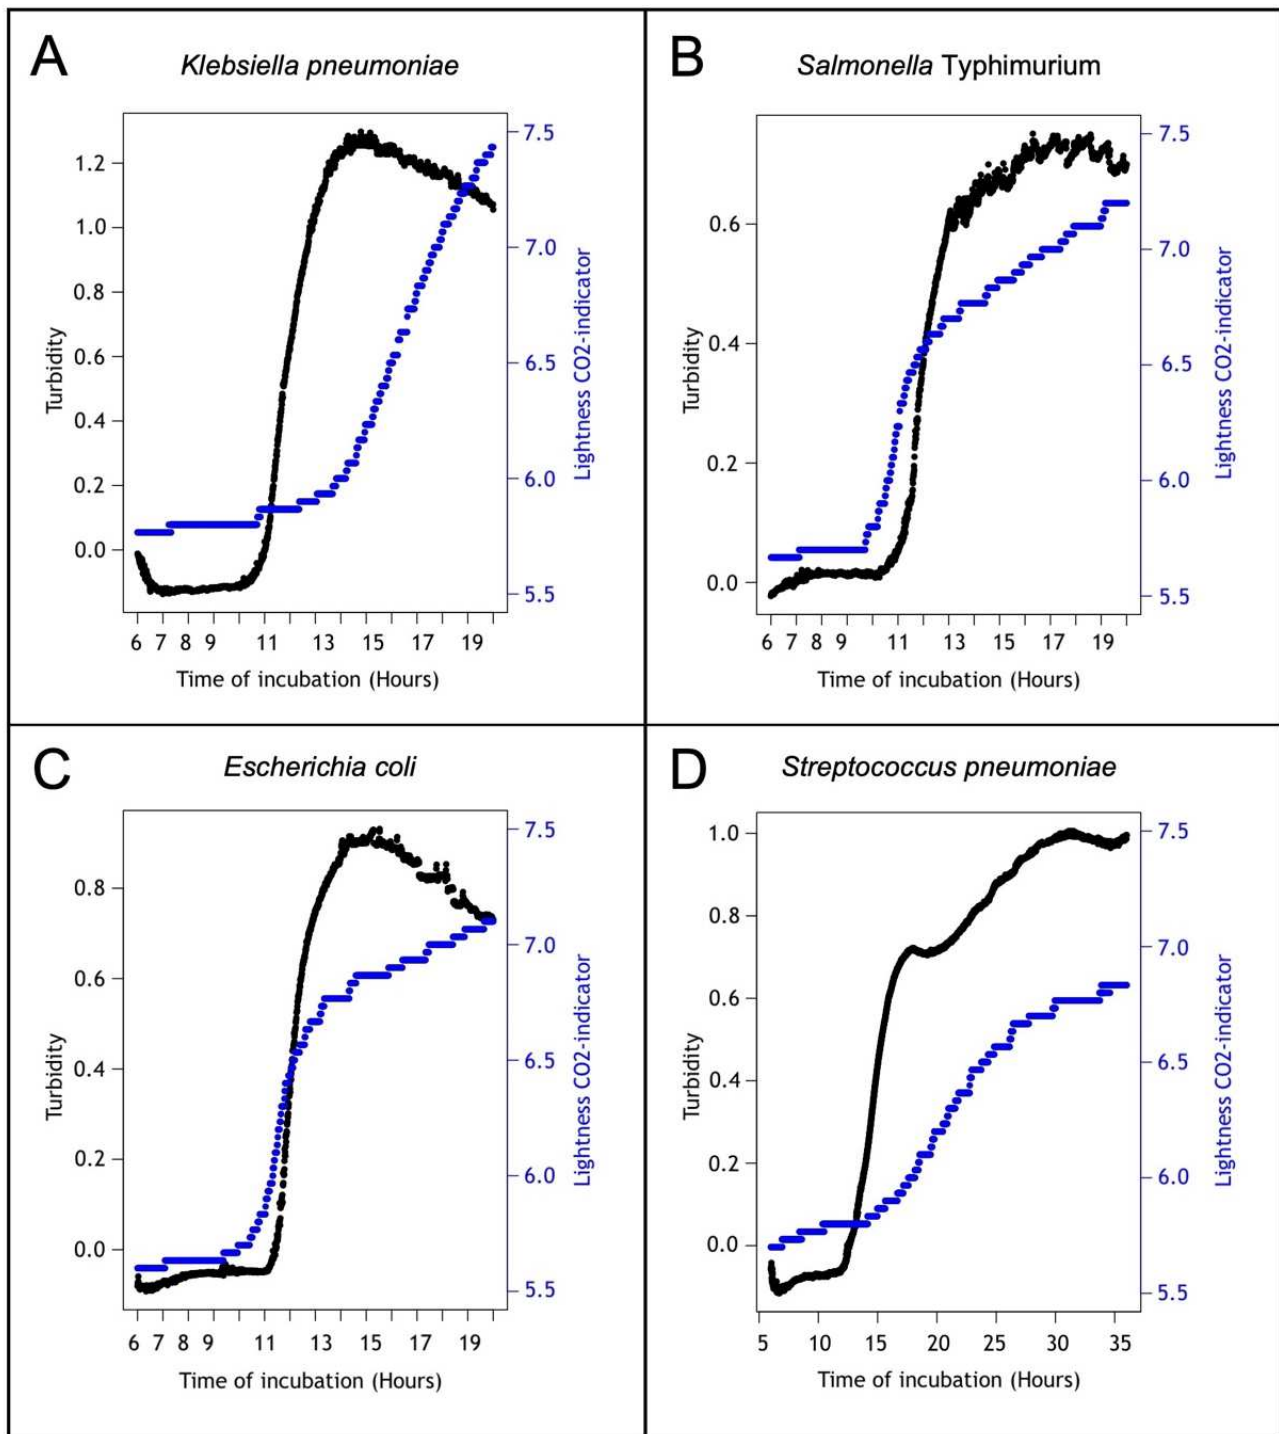 A
Klebsiella pneumoniae
1.2
1.0
0.8
0.6
0.4
0.2
0.0
Turbidity
7.5
7.0
6.5
6.0
5.5
Lightness CO2-indicator
6 7 8 9 11 13 15 17 19
Time of incubation (Hours)
B
Salmonella Typhimurium
0.6
0.4
0.2
0.0
Turbidity
7.5
7.0
6.5
6.0
5.5
Lightness CO2-indicator
6 7 8 9 11 13 15 17 19
Time of incubation (Hours)
C
Escherichia coli
0.8
0.6
0.4
0.2
0.0
Turbidity
7.5
7.0
6.5
6.0
5.5
Lightness CO2-indicator
6 7 8 9 11 13 15 17 19
Time of incubation (Hours)
D
Streptococcus pneumoniae
1.0
0.8
0.6
0.4
0.2
0.0
Turbidity
7.5
7.0
6.5
6.0
5.5
Lightness CO2-indicator
5 10 15 20 25 30 35
Time of incubation (Hours)